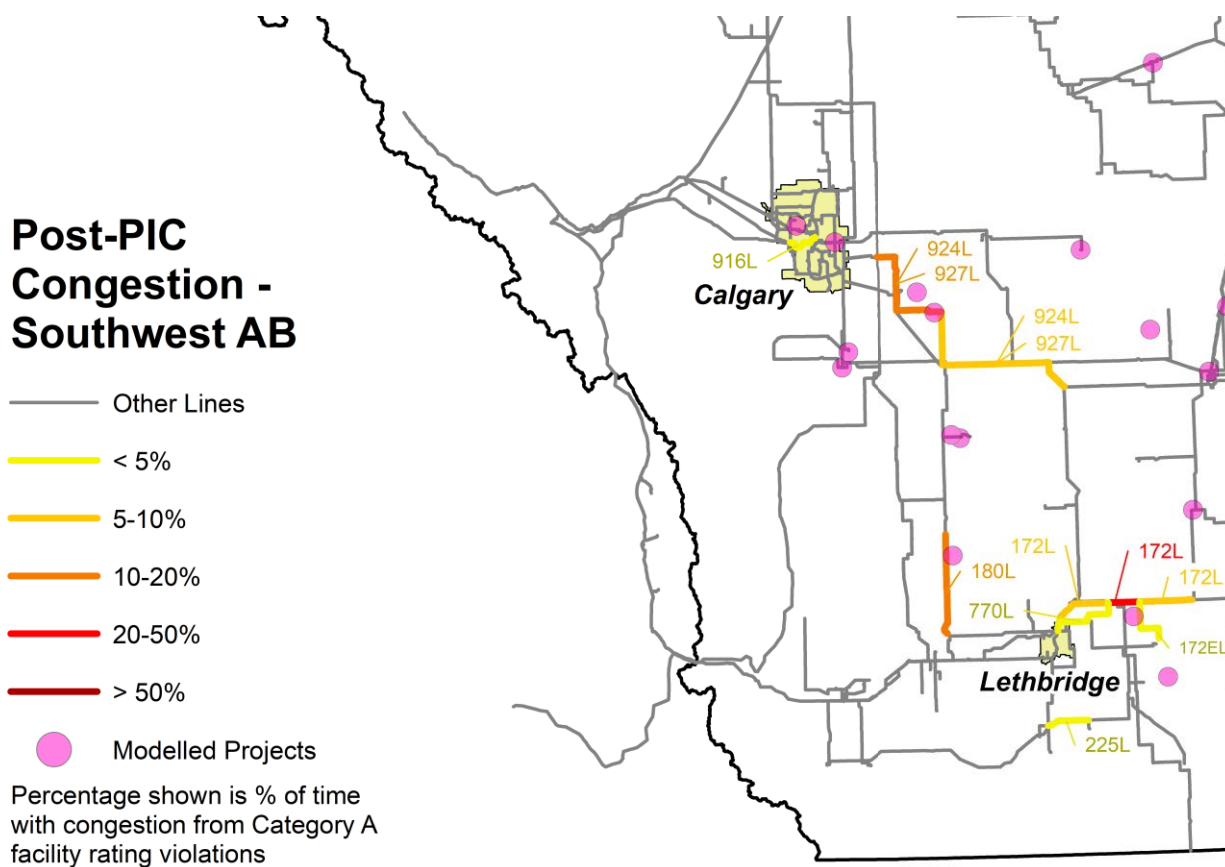 Post-PIC
Congestion -
Southwest AB
Other Lines
< 5%
5-10%
10-20%
20-50%
> 50%
Modelled Projects
Percentage shown is % of time
with congestion from Category A
facility rating violations
916L
Calgary
924L
927L
924L
927L
180L
172L
172L
172L
770L
172EL
Lethbridge
225L